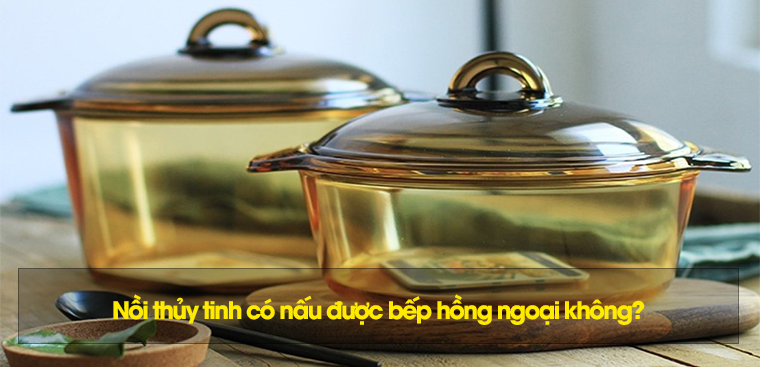 Nồi thủy tinh có nấu được bếp hồng ngoại không?